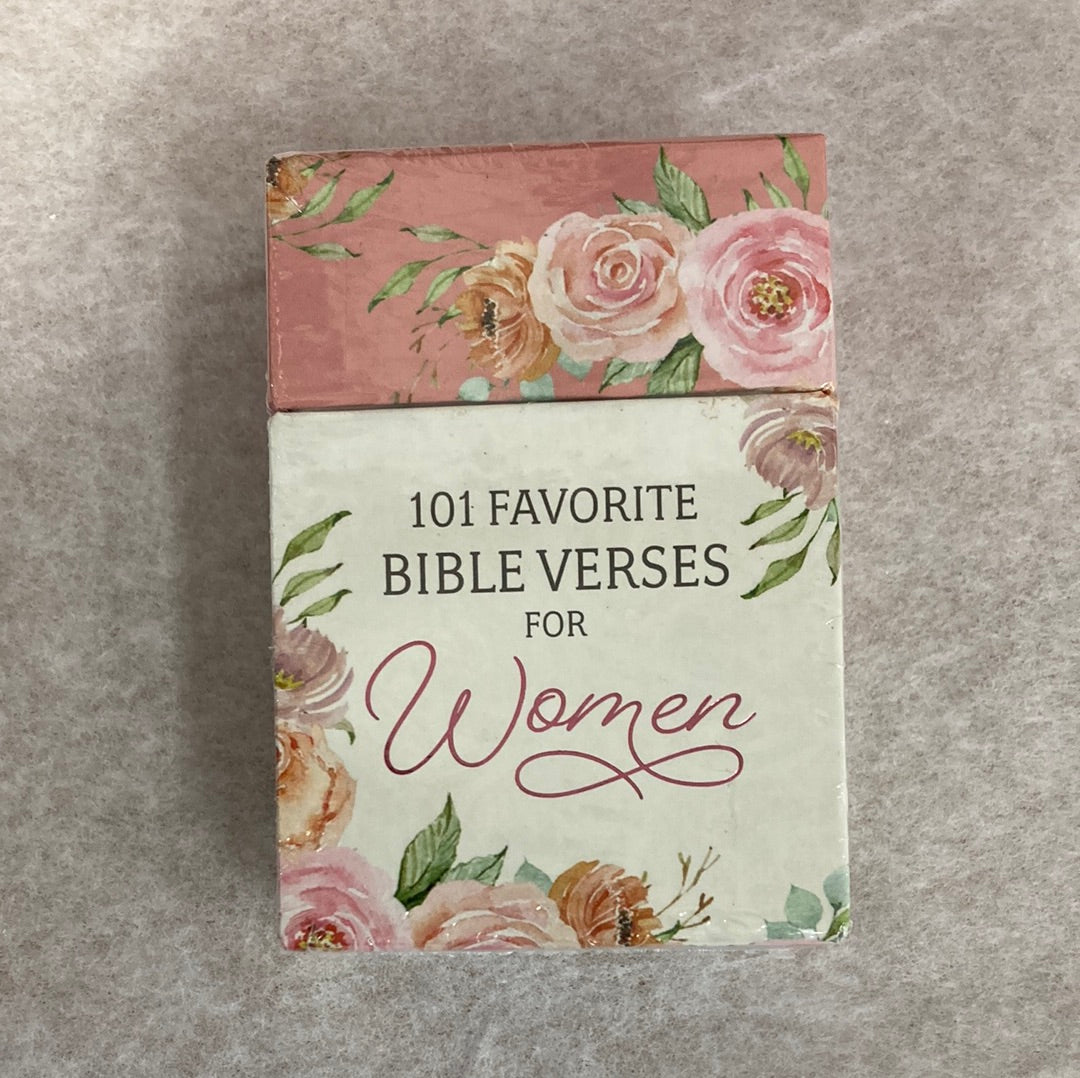 101 FAVORITE
BIBLE VERSES
FOR
Women